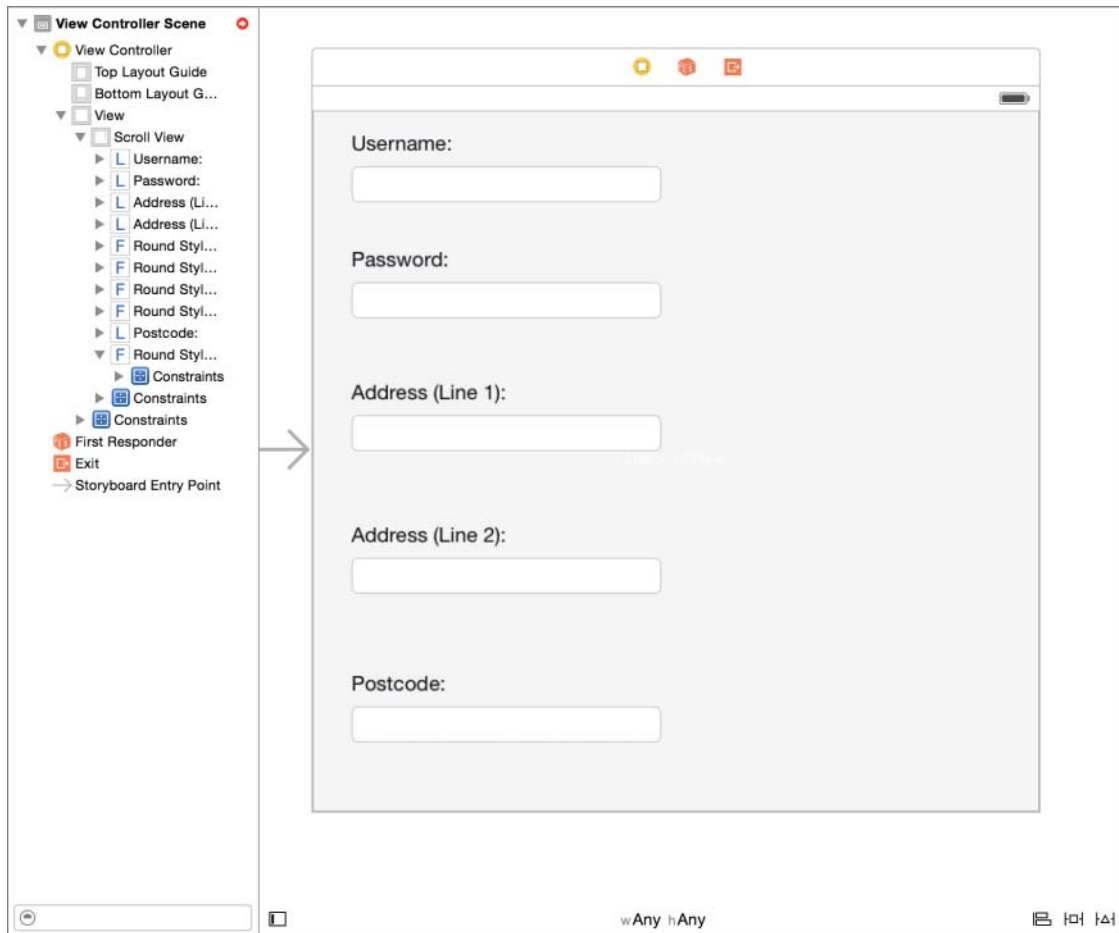 View Controller Scene
View Controller
Top Layout Guide
Bottom Layout G...
View
Scroll View
L Username:
L Password:
L Address (Li...
L Address (Li...
F Round Styl...
F Round Styl...
F Round Styl...
F Round Styl...
L Postcode:
F Round Styl...
Constraints
Constraints
Constraints
First Responder
Exit
Storyboard Entry Point
Username:
Password:
Address (Line 1):
Address (Line 2):
Postcode:
wAny hAny